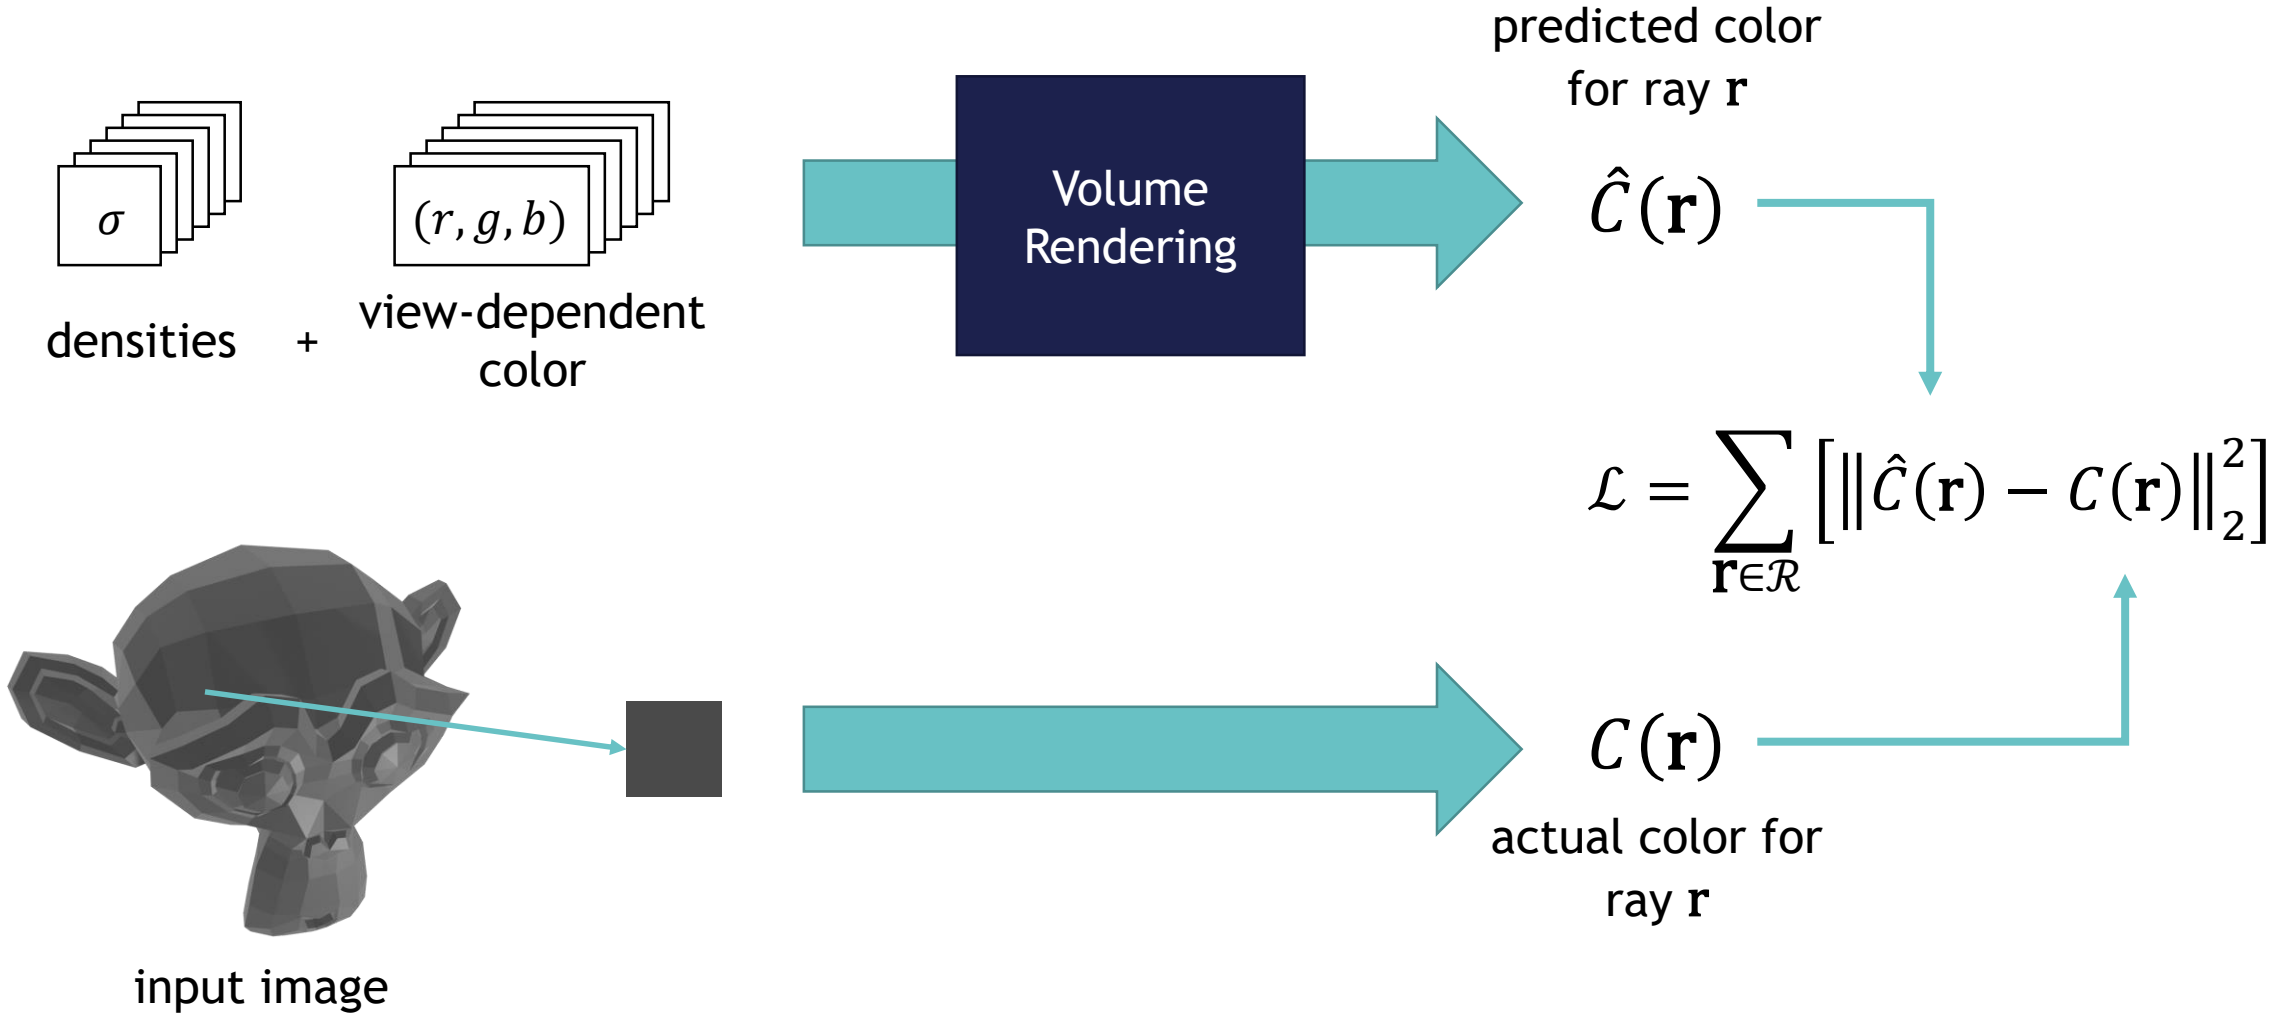 predicted color
for ray r
σ
(r, g, b)
Volume
Rendering
Ĉ(r)
densities + view-dependent
color
ℒ = ∑ r∈ℛ [‖Ĉ(r) − C(r)‖₂²]
C(r)
actual color for
ray r
input image